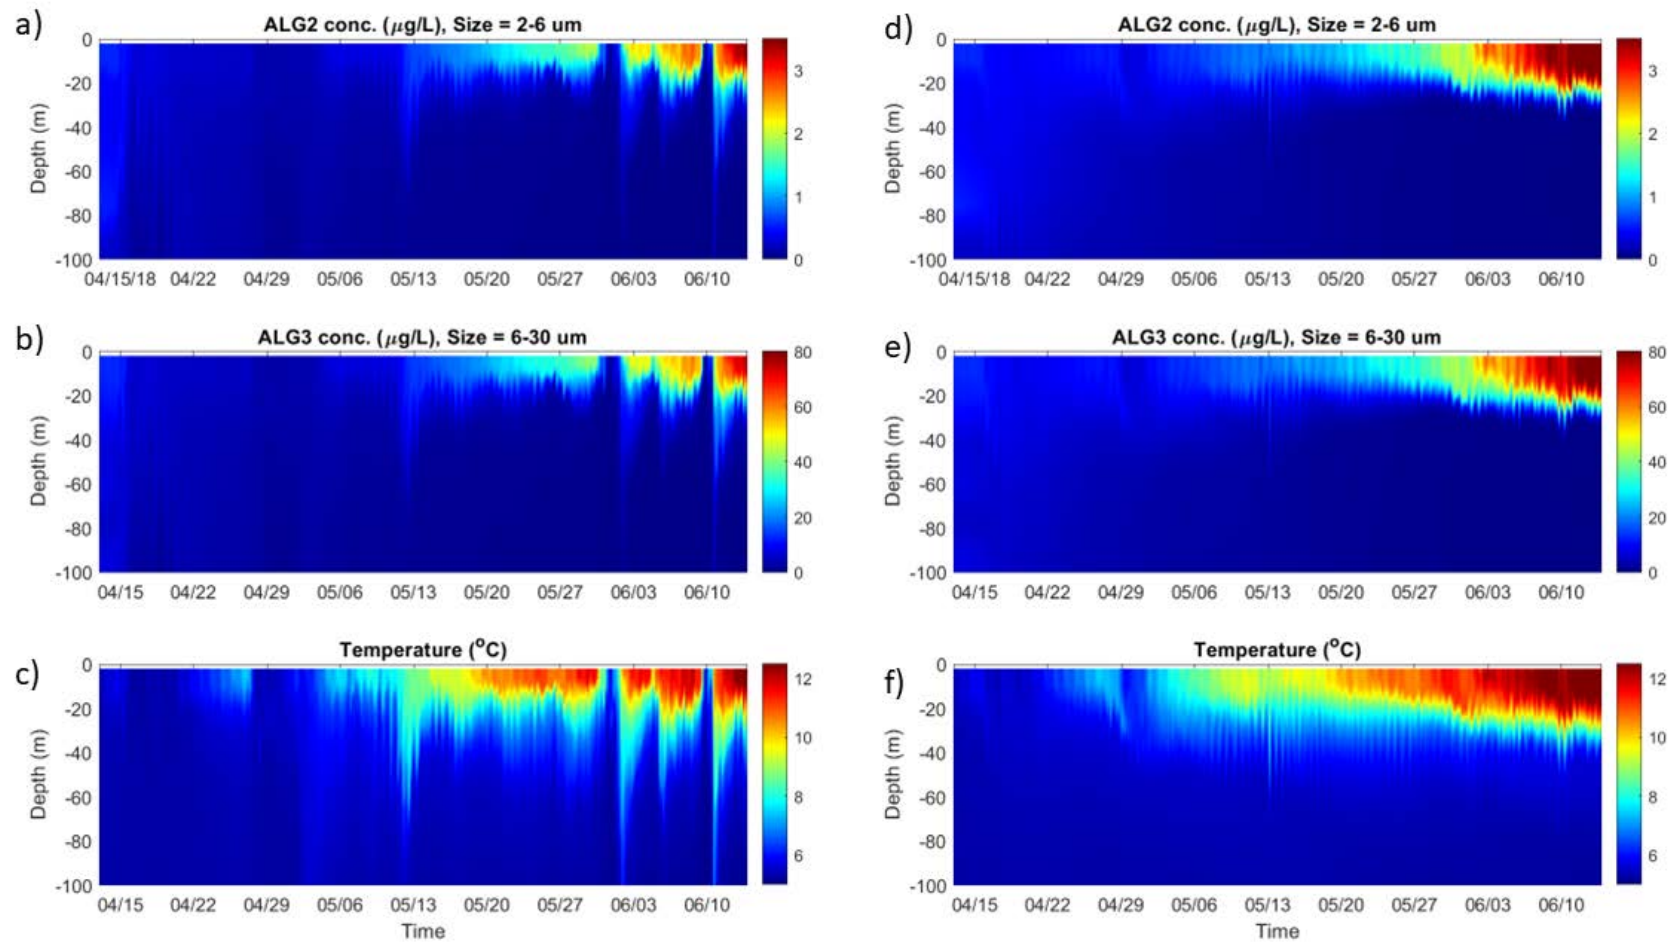 a)
ALG2 conc. (μg/L), Size = 2-6 um
Depth (m)
0
-20
-40
-60
-80
-100
04/15/18 04/22 04/29 05/06 05/13 05/20 05/27 06/03 06/10
3
2
1
0
d)
ALG2 conc. (μg/L), Size = 2-6 um
Depth (m)
0
-20
-40
-60
-80
-100
04/15/18 04/22 04/29 05/06 05/13 05/20 05/27 06/03 06/10
3
2
1
0
b)
ALG3 conc. (μg/L), Size = 6-30 um
Depth (m)
0
-20
-40
-60
-80
-100
04/15 04/22 04/29 05/06 05/13 05/20 05/27 06/03 06/10
80
60
40
20
0
e)
ALG3 conc. (μg/L), Size = 6-30 um
Depth (m)
0
-20
-40
-60
-80
-100
04/15 04/22 04/29 05/06 05/13 05/20 05/27 06/03 06/10
80
60
40
20
0
c)
Temperature (°C)
Depth (m)
0
-20
-40
-60
-80
-100
04/15 04/22 04/29 05/06 05/13 05/20 05/27 06/03 06/10
Time
12
10
8
6
f)
Temperature (°C)
Depth (m)
0
-20
-40
-60
-80
-100
04/15 04/22 04/29 05/06 05/13 05/20 05/27 06/03 06/10
Time
12
10
8
6